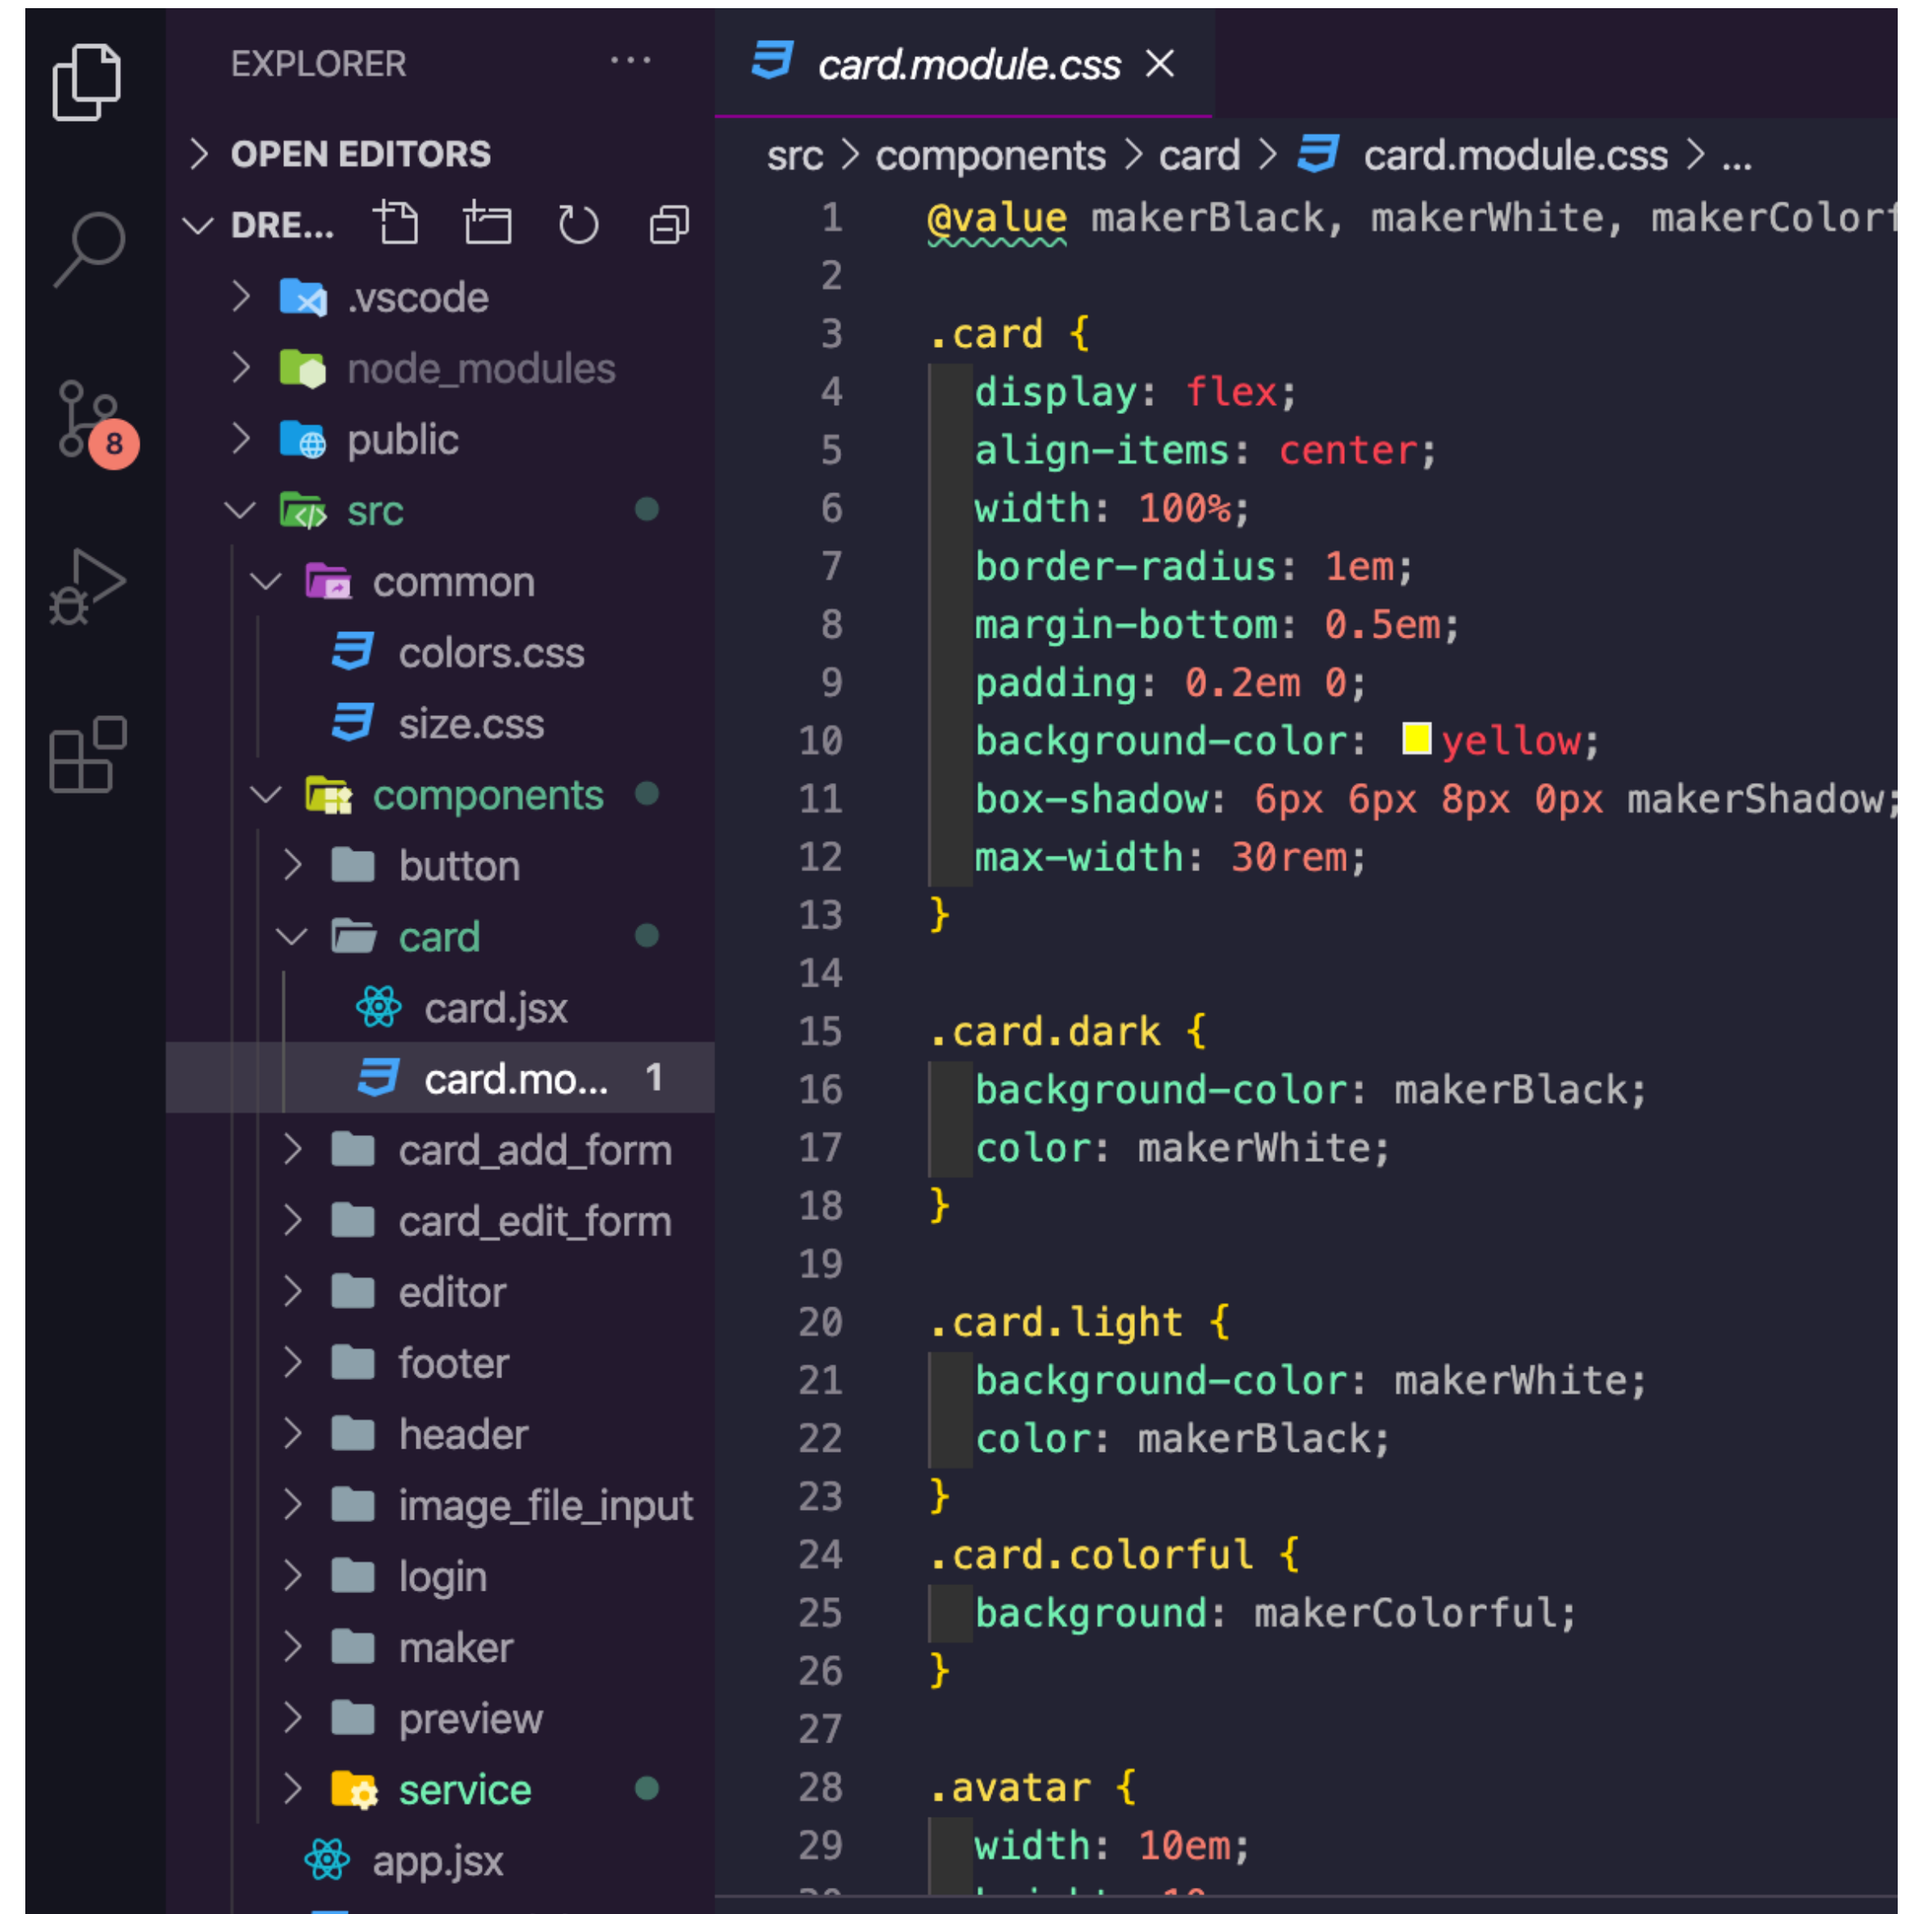 EXPLORER ...
OPEN EDITORS
DRE...
.vscode
node_modules
public
8
src
common
colors.css
size.css
components
button
card
card.jsx
card.mo... 1
card_add_form
card_edit_form
editor
footer
header
image_file_input
login
maker
preview
service
app.jsx
card.module.css
src > components > card > card.module.css > ...
1 @value makerBlack, makerWhite, makerColorf
2
3 .card {
4 display: flex;
5 align-items: center;
6 width: 100%;
7 border-radius: 1em;
8 margin-bottom: 0.5em;
9 padding: 0.2em 0;
10 background-color: yellow;
11 box-shadow: 6px 6px 8px 0px makerShadow;
12 max-width: 30rem;
13 }
14
15 .card.dark {
16 background-color: makerBlack;
17 color: makerWhite;
18 }
19
20 .card.light {
21 background-color: makerWhite;
22 color: makerBlack;
23 }
24 .card.colorful {
25 background: makerColorful;
26 }
27
28 .avatar {
29 width: 10em;